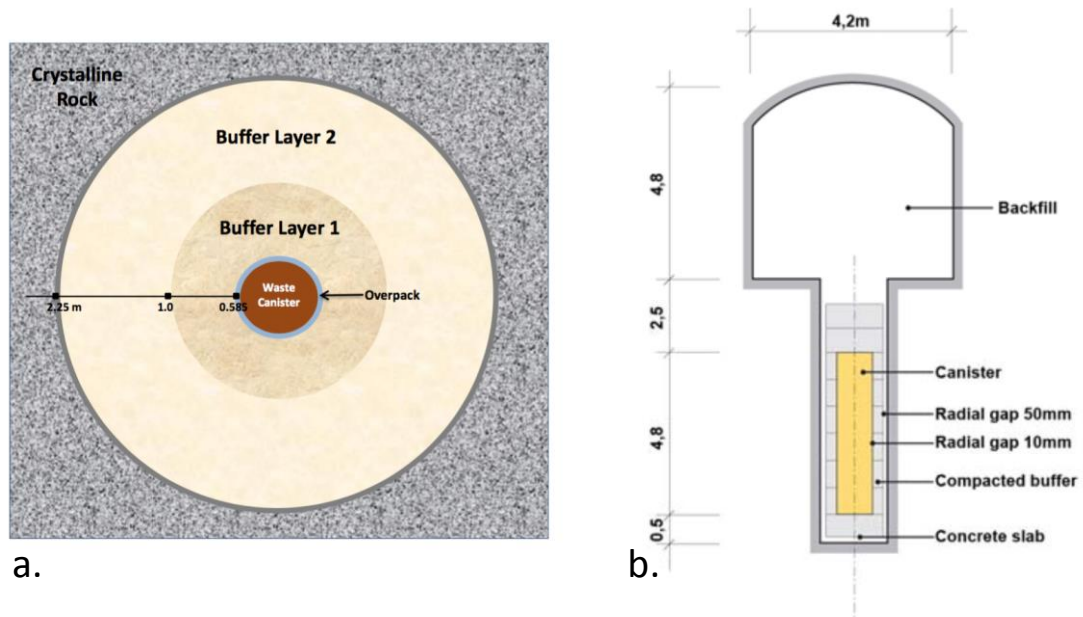 Crystalline
Rock
Buffer Layer 2
Buffer Layer 1
Waste
Canister
Overpack
2.25 m
1.0
0.585
a.
4,2m
4,8
2,5
4,8
0,5
Backfill
Canister
Radial gap 50mm
Radial gap 10mm
Compacted buffer
Concrete slab
b.